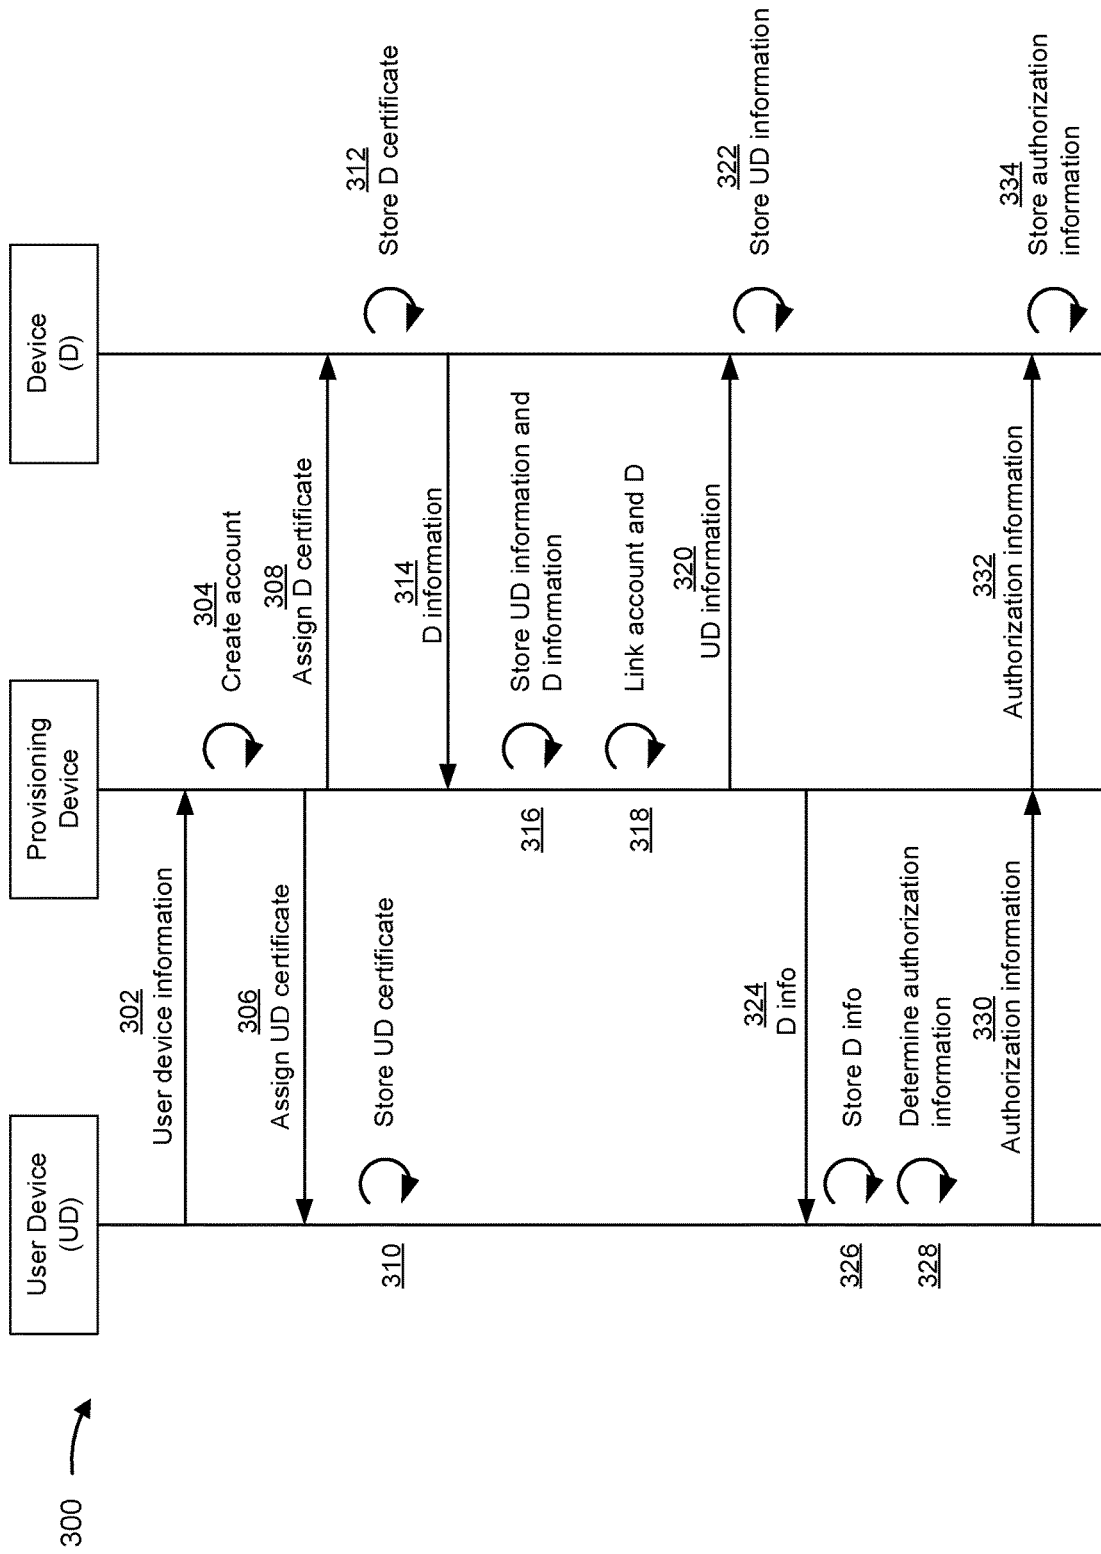 300
User Device
(UD)
Provisioning
Device
Device
(D)
302
User device information
304
Create account
306
Assign UD certificate
308
Assign D certificate
310
Store UD certificate
312
Store D certificate
314
D information
316
Store UD information and
D information
318
Link account and D
320
UD information
322
Store UD information
324
D info
326
Store D info
328
Determine authorization
information
330
Authorization information
332
Authorization information
334
Store authorization
information